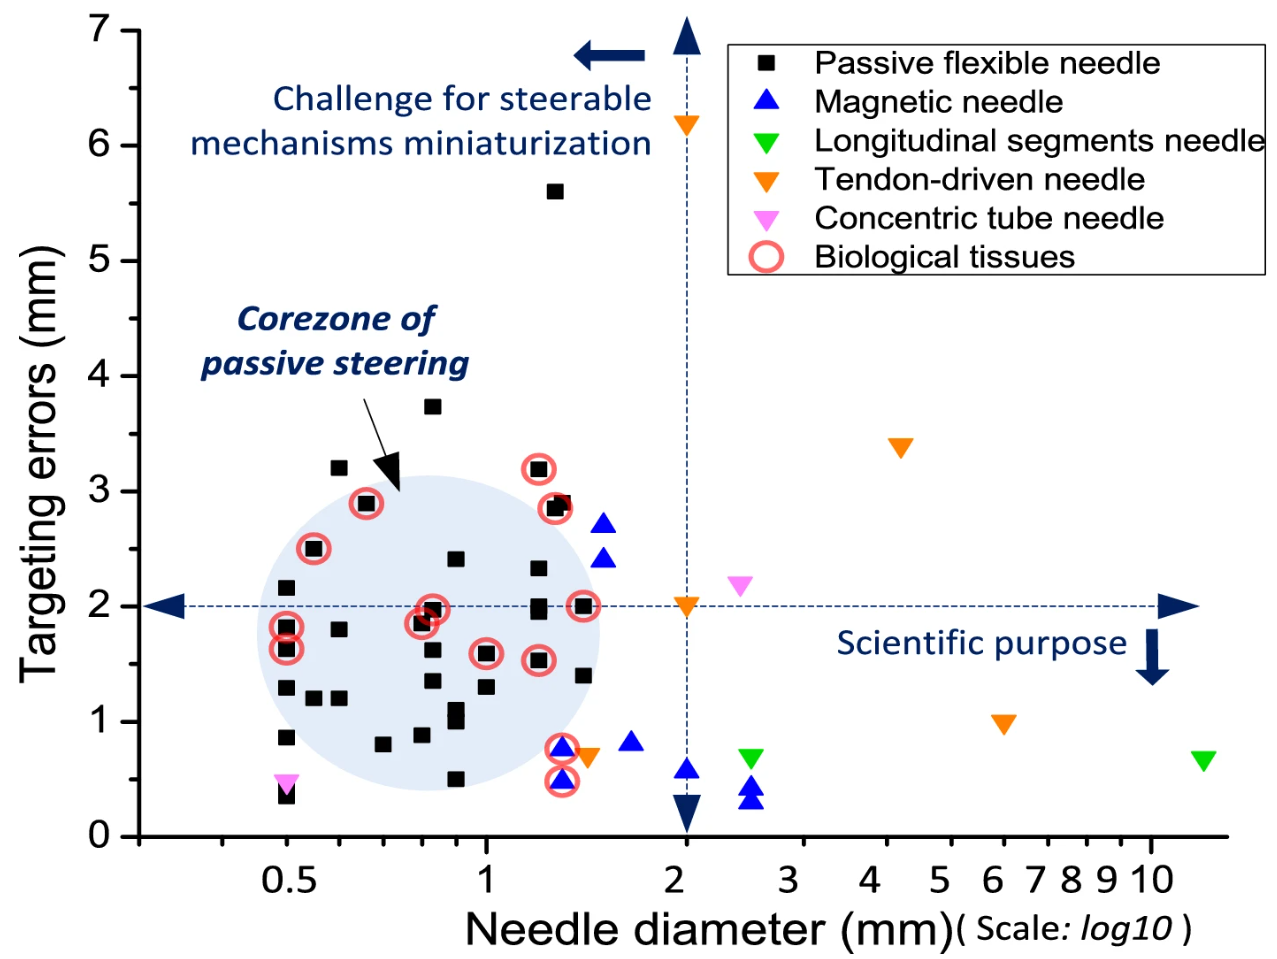 7
6
5
4
3
2
1
0
Targeting errors (mm)
Challenge for steerable
mechanisms miniaturization
Passive flexible needle
Magnetic needle
Longitudinal segments needle
Tendon-driven needle
Concentric tube needle
Biological tissues
Corezone of
passive steering
Scientific purpose
0.5 1 2 3 4 5 6 7 8 9 10
Needle diameter (mm)( Scale: log10 )